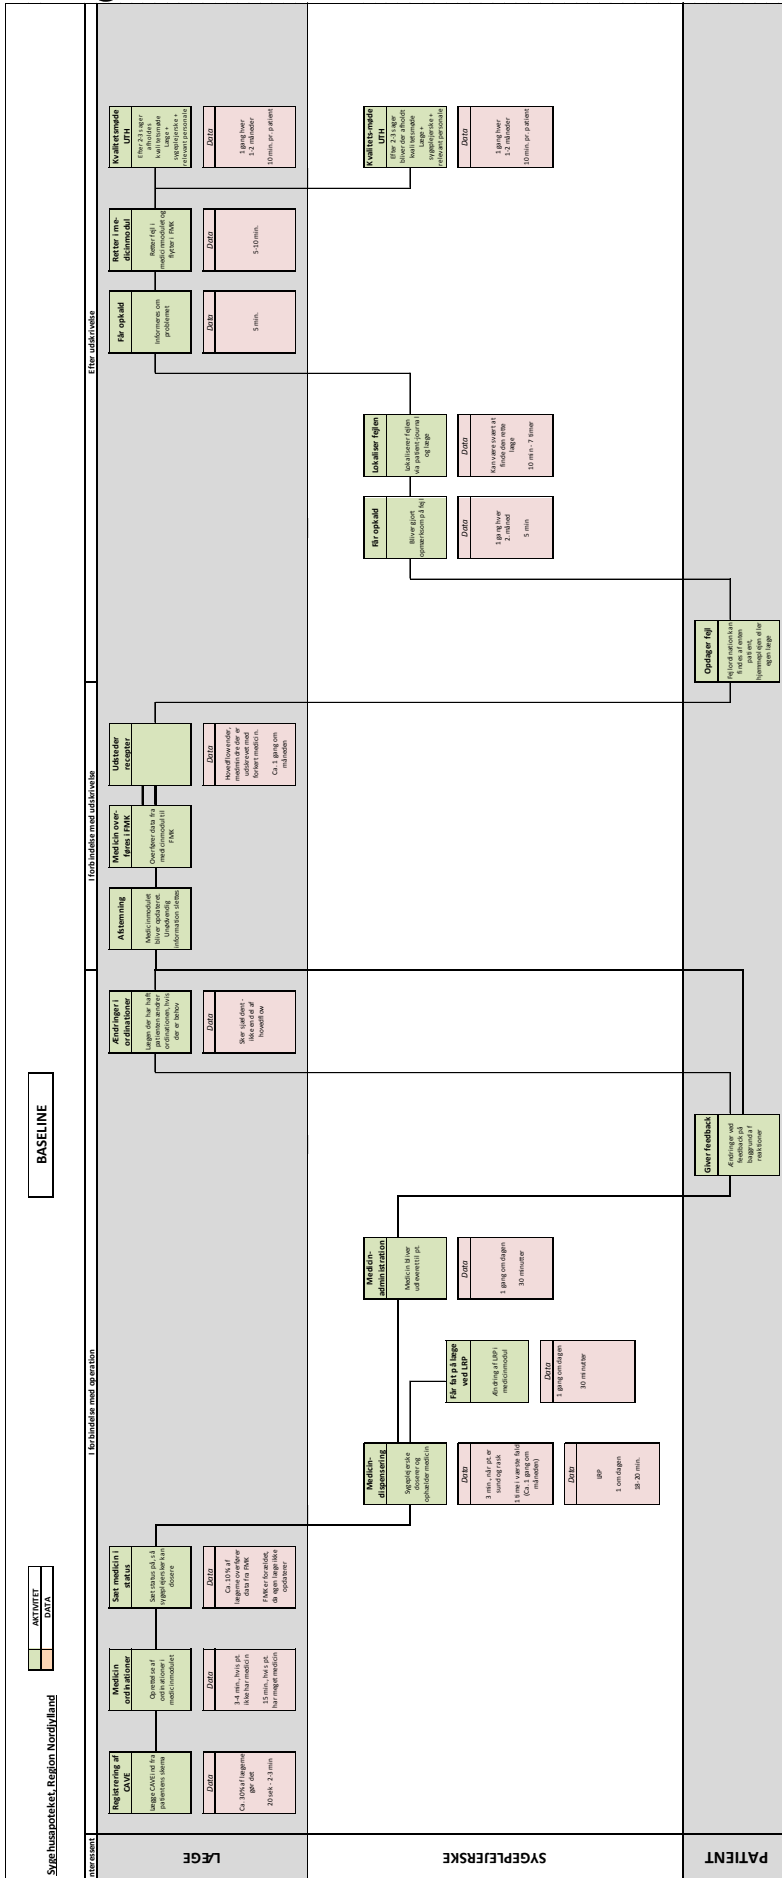 Sygehusapoteket, Region Nordjylland
AKTIVITET
DATA
BASELINE
Interessent
I forbindelse med operation
I forbindelse med udskrivelse
Efter udskrivelse
LÆGE
Registrering af
CAVE
Lægge CAVE ind fra
patientens skema
Data
Ca. 30% af lægerne
gør det
20 sek - 2-3 min
Medicin
ordinationer
Oprettelse af
ordinationer i
medicinmodulet
Data
3-4 min., hvis pt.
ikke har medicin
15 min., hvis pt.
har meget medicin
Sæt medicin i
status
Sæt status på, så
sygeplejersker kan
dosere
Data
Ca. 10% af
lægerne overfører
data fra FMK
FMK er forældet,
da egen læge ikke
opdaterer
Ændringer i
ordinationer
Lægen der har haft
patienten ændrer
ordinationen, hvis
der er behov
Data
Sker sjældent -
ikke en del af
hovedflow
Afstemning
Medicinmodulet
bliver opdateret.
Unødvendig
information slettes
Medicin over-
føres i FMK
Overfører data fra
medicinmodul til
FMK
Udsteder
recepter
Data
Hovedflow ender,
medmindre der er
udskrevet med
forkert medicin.
Ca. 1 gang om
måneden
Får opkald
Informeres om
problemet
Data
5 min.
Retter i me-
dicinmodul
Retter fejl i
medicinmodulet og
flytter i FMK
Data
5-10 min.
Kvalitetsmøde
UTH
Efter 2-3 sager
afholdes
kvalitetsmøde
Læge +
sygeplejerske +
relevant personale
Data
1 gang hver
1-2 måneder
10 min. pr. patient
SYGEPLEJERSKE
Medicin-
dispensering
Sygeplejerske
doserer og
ophælder medicin
Data
3 min., når pt. er
sund og rask
1 time i værste fald
(Ca. 1 gang om
måneden)
Data
LRP
1 om dagen
18-20 min.
Får fat på læge
ved LRP
Ændring af LRP i
medicinmodul
Data
1 gang om dagen
30 minutter
Medicin-
administration
Medicin bliver
udleveret til pt.
Data
1 gang om dagen
30 minutter
Får opkald
Bliver gjort
opmærksom på fejl
Data
1 gang hver
2. måned
5 min
Lokaliser fejlen
Lokaliserer fejlen
via patient-journal
og læge
Data
Kan være svært at
finde den rette
læge
10 min - 7 timer
Kvalitets-møde
UTH
Efter 2-3 sager
bliver der afholdt
kvalitetsmøde
Læge +
sygeplejerske +
relevant personale
Data
1 gang hver
1-2 måneder
10 min. pr. patient
PATIENT
Giver feedback
Ændringer ved
feedback på
baggrund af
reaktioner
Opdager fejl
Fejlordination kan
findes af enten
patient,
hjemmeplejen eller
egen læge